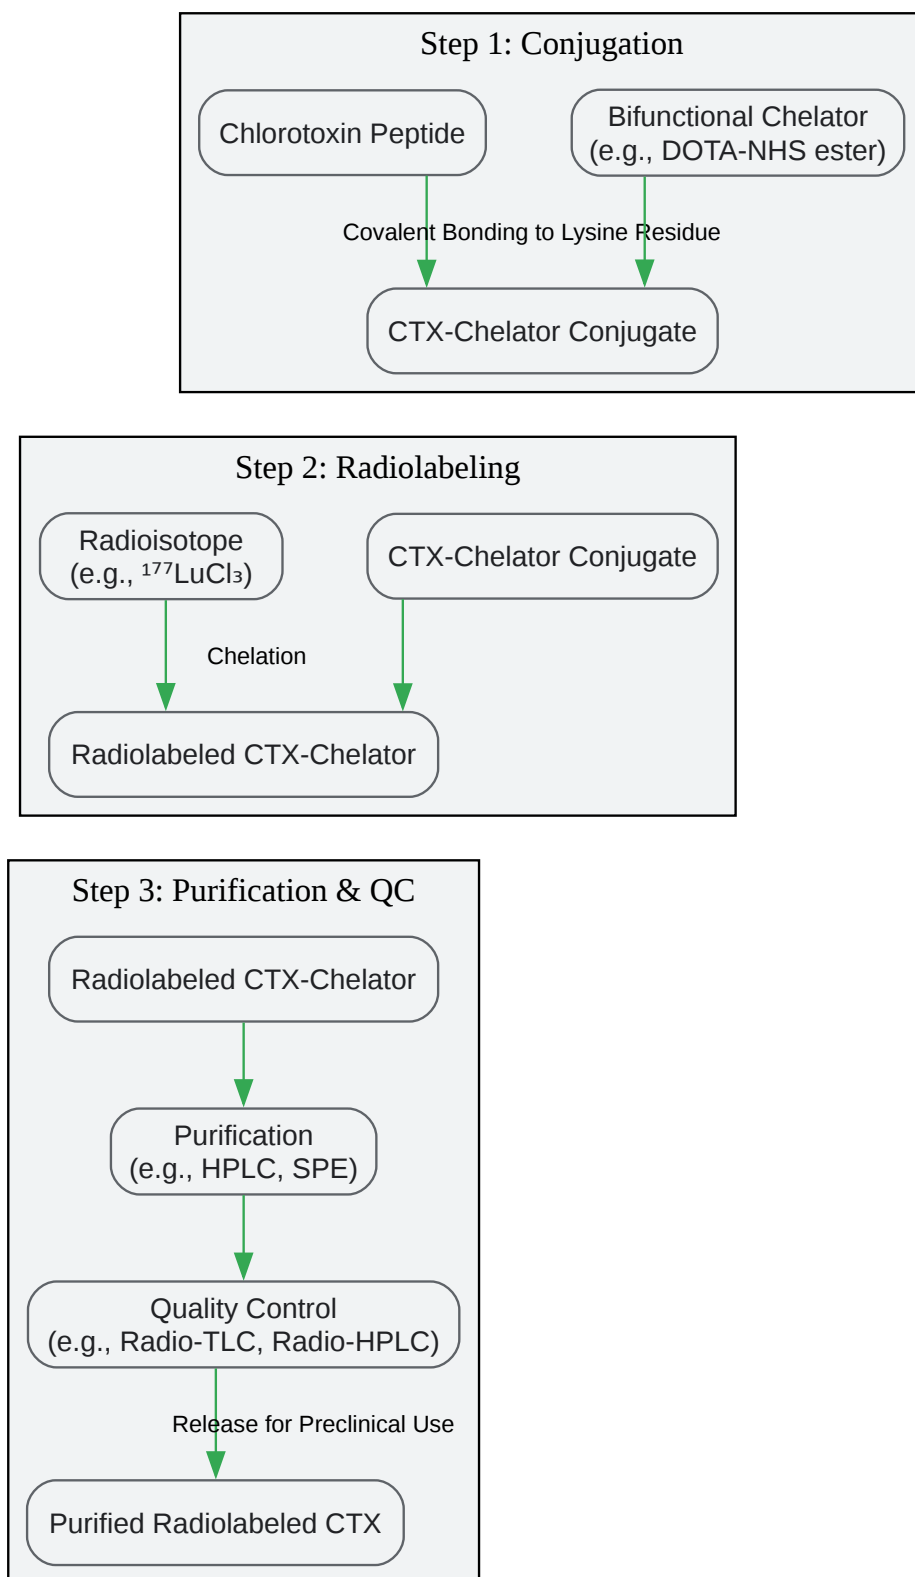 Step 1: Conjugation
Chlorotoxin Peptide
Bifunctional Chelator
(e.g., DOTA-NHS ester)
Covalent Bonding to Lysine Residue
CTX-Chelator Conjugate
Step 2: Radiolabeling
Radioisotope
(e.g., ¹⁷⁷LuCl₃)
CTX-Chelator Conjugate
Chelation
Radiolabeled CTX-Chelator
Step 3: Purification & QC
Radiolabeled CTX-Chelator
Purification
(e.g., HPLC, SPE)
Quality Control
(e.g., Radio-TLC, Radio-HPLC)
Release for Preclinical Use
Purified Radiolabeled CTX